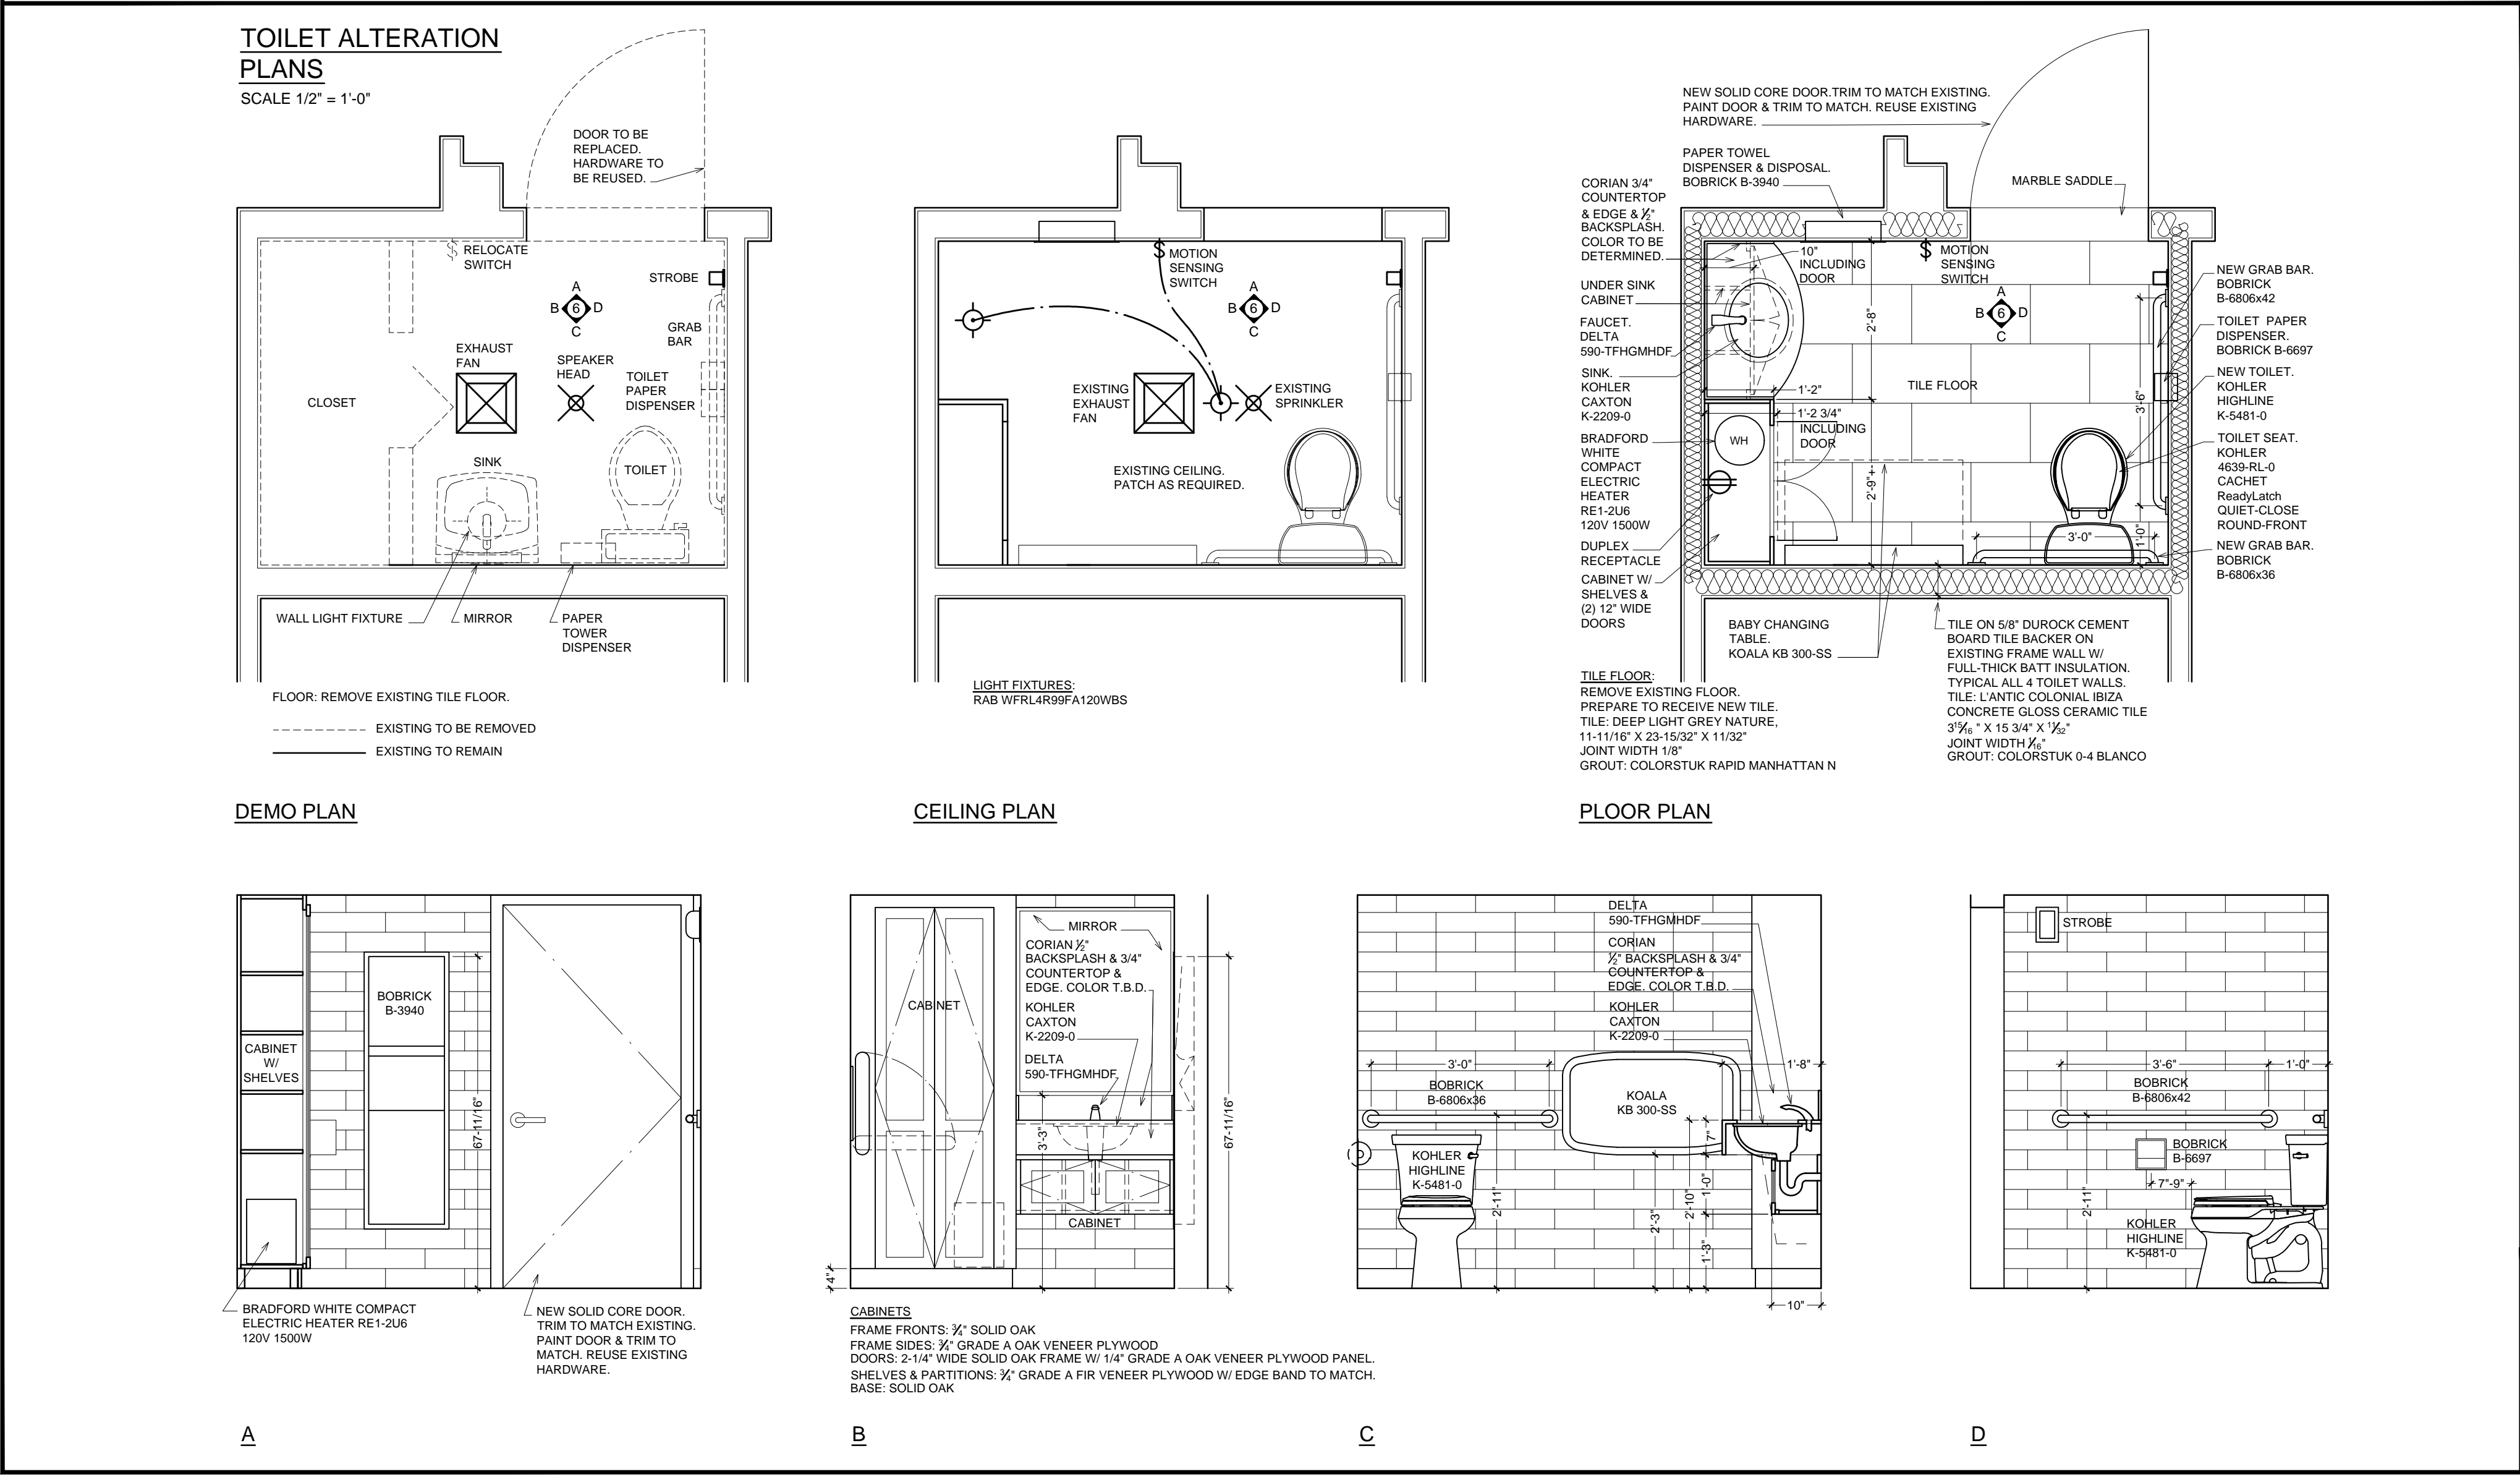 TOILET ALTERATION
PLANS
SCALE 1/2" = 1'-0"
DOOR TO BE
REPLACED.
HARDWARE TO
BE REUSED.
RELOCATE
SWITCH
STROBE
A
B 6 D
C
GRAB
BAR
EXHAUST
FAN
SPEAKER
HEAD
TOILET
PAPER
DISPENSER
CLOSET
SINK
TOILET
WALL LIGHT FIXTURE
MIRROR
PAPER
TOWER
DISPENSER
FLOOR: REMOVE EXISTING TILE FLOOR.
EXISTING TO BE REMOVED
EXISTING TO REMAIN
DEMO PLAN
$ MOTION
SENSING
SWITCH
A
B 6 D
C
EXISTING
EXHAUST
FAN
EXISTING
SPRINKLER
EXISTING CEILING.
PATCH AS REQUIRED.
LIGHT FIXTURES:
RAB WFRL4R99FA120WBS
CEILING PLAN
NEW SOLID CORE DOOR.TRIM TO MATCH EXISTING.
PAINT DOOR & TRIM TO MATCH. REUSE EXISTING
HARDWARE.
PAPER TOWEL
DISPENSER & DISPOSAL.
BOBRICK B-3940
MARBLE SADDLE
CORIAN 3/4"
COUNTERTOP
& EDGE & 1/2"
BACKSPLASH.
COLOR TO BE
DETERMINED.
UNDER SINK
CABINET
FAUCET.
DELTA
590-TFHGMHDF
SINK.
KOHLER
CAXTON
K-2209-0
BRADFORD
WHITE
COMPACT
ELECTRIC
HEATER
RE1-2U6
120V 1500W
DUPLEX
RECEPTACLE
CABINET W/
SHELVES &
(2) 12" WIDE
DOORS
10"
INCLUDING
DOOR
$ MOTION
SENSING
SWITCH
A
B 6 D
C
2'-8"
TILE FLOOR
1'-2"
1'-2 3/4"
INCLUDING
DOOR
WH
2'-9"+
3'-6"
3'-0"
1'-0"
NEW GRAB BAR.
BOBRICK
B-6806x42
TOILET PAPER
DISPENSER.
BOBRICK B-6697
NEW TOILET.
KOHLER
HIGHLINE
K-5481-0
TOILET SEAT.
KOHLER
4639-RL-0
CACHET
ReadyLatch
QUIET-CLOSE
ROUND-FRONT
NEW GRAB BAR.
BOBRICK
B-6806x36
BABY CHANGING
TABLE.
KOALA KB 300-SS
TILE FLOOR:
REMOVE EXISTING FLOOR.
PREPARE TO RECEIVE NEW TILE.
TILE: DEEP LIGHT GREY NATURE,
11-11/16" X 23-15/32" X 11/32"
JOINT WIDTH 1/8"
GROUT: COLORSTUK RAPID MANHATTAN N
TILE ON 5/8" DUROCK CEMENT
BOARD TILE BACKER ON
EXISTING FRAME WALL W/
FULL-THICK BATT INSULATION.
TYPICAL ALL 4 TOILET WALLS.
TILE: L'ANTIC COLONIAL IBIZA
CONCRETE GLOSS CERAMIC TILE
3 15/16 " X 15 3/4" X 11/32"
JOINT WIDTH 1/16"
GROUT: COLORSTUK 0-4 BLANCO
PLOOR PLAN
BOBRICK
B-3940
CABINET
W/
SHELVES
67-11/16"
BRADFORD WHITE COMPACT
ELECTRIC HEATER RE1-2U6
120V 1500W
NEW SOLID CORE DOOR.
TRIM TO MATCH EXISTING.
PAINT DOOR & TRIM TO
MATCH. REUSE EXISTING
HARDWARE.
A
MIRROR
CORIAN 1/2"
BACKSPLASH & 3/4"
COUNTERTOP &
EDGE. COLOR T.B.D.
CABINET
KOHLER
CAXTON
K-2209-0
DELTA
590-TFHGMHDF
3'-3"
67-11/16"
CABINET
4"
CABINETS
FRAME FRONTS: 3/4" SOLID OAK
FRAME SIDES: 3/4" GRADE A OAK VENEER PLYWOOD
DOORS: 2-1/4" WIDE SOLID OAK FRAME W/ 1/4" GRADE A OAK VENEER PLYWOOD PANEL.
SHELVES & PARTITIONS: 3/4" GRADE A FIR VENEER PLYWOOD W/ EDGE BAND TO MATCH.
BASE: SOLID OAK
B
DELTA
590-TFHGMHDF
CORIAN
1/2" BACKSPLASH & 3/4"
COUNTERTOP &
EDGE. COLOR T.B.D.
KOHLER
CAXTON
K-2209-0
3'-0"
1'-8"
BOBRICK
B-6806x36
KOALA
KB 300-SS
7"
KOHLER
HIGHLINE
K-5481-0
2'-11"
2'-3"
2'-10"
1'-0"
1'-3"
10"
C
STROBE
3'-6"
1'-0"
BOBRICK
B-6806x42
BOBRICK
B-6697
7"-9"
2'-11"
KOHLER
HIGHLINE
K-5481-0
D